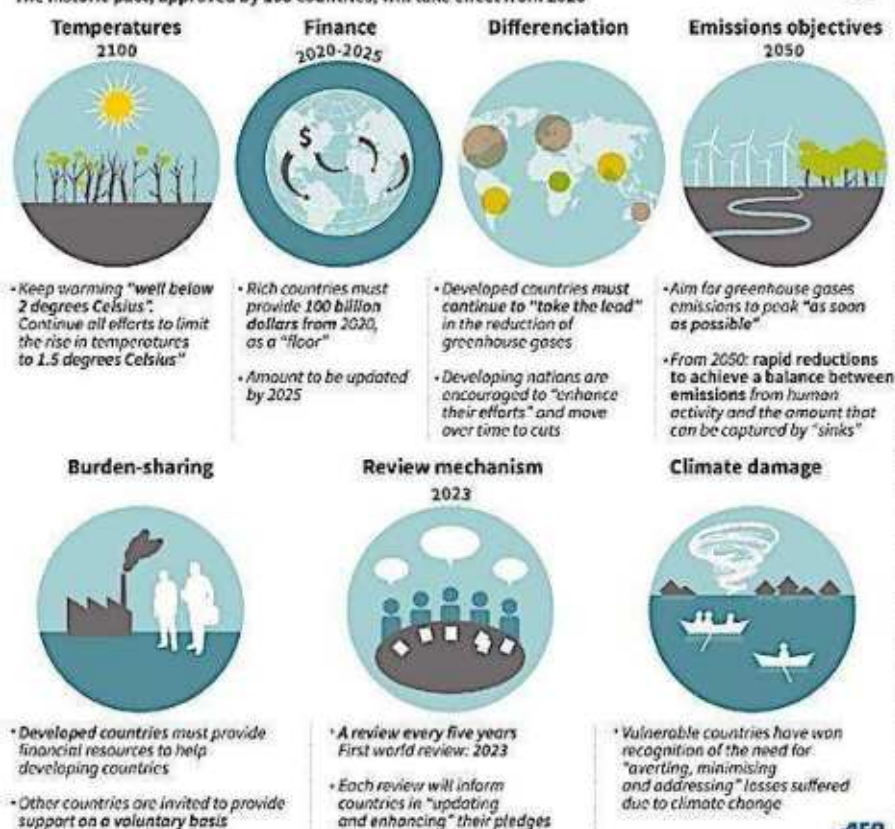 Temperatures
2100
• Keep warming "well below
2 degrees Celsius".
Continue all efforts to limit
the rise in temperatures
to 1.5 degrees Celsius"
Finance
2020-2025
$
• Rich countries must
provide 100 billion
dollars from 2020,
as a "floor"
• Amount to be updated
by 2025
Differenciation
• Developed countries must
continue to "take the lead"
in the reduction of
greenhouse gases
• Developing nations are
encouraged to "enhance
their efforts" and move
over time to cuts
Emissions objectives
2050
• Aim for greenhouse gases
emissions to peak "as soon
as possible"
• From 2050: rapid reductions
to achieve a balance between
emissions from human
activity and the amount that
can be captured by "sinks"
Burden-sharing
• Developed countries must provide
financial resources to help
developing countries
• Other countries are invited to provide
support on a voluntary basis
Review mechanism
2023
• A review every five years
First world review: 2023
• Each review will inform
countries in "updating
and enhancing" their pledges
Climate damage
• Vulnerable countries have won
recognition of the need for
"averting, minimising
and addressing" losses suffered
due to climate change